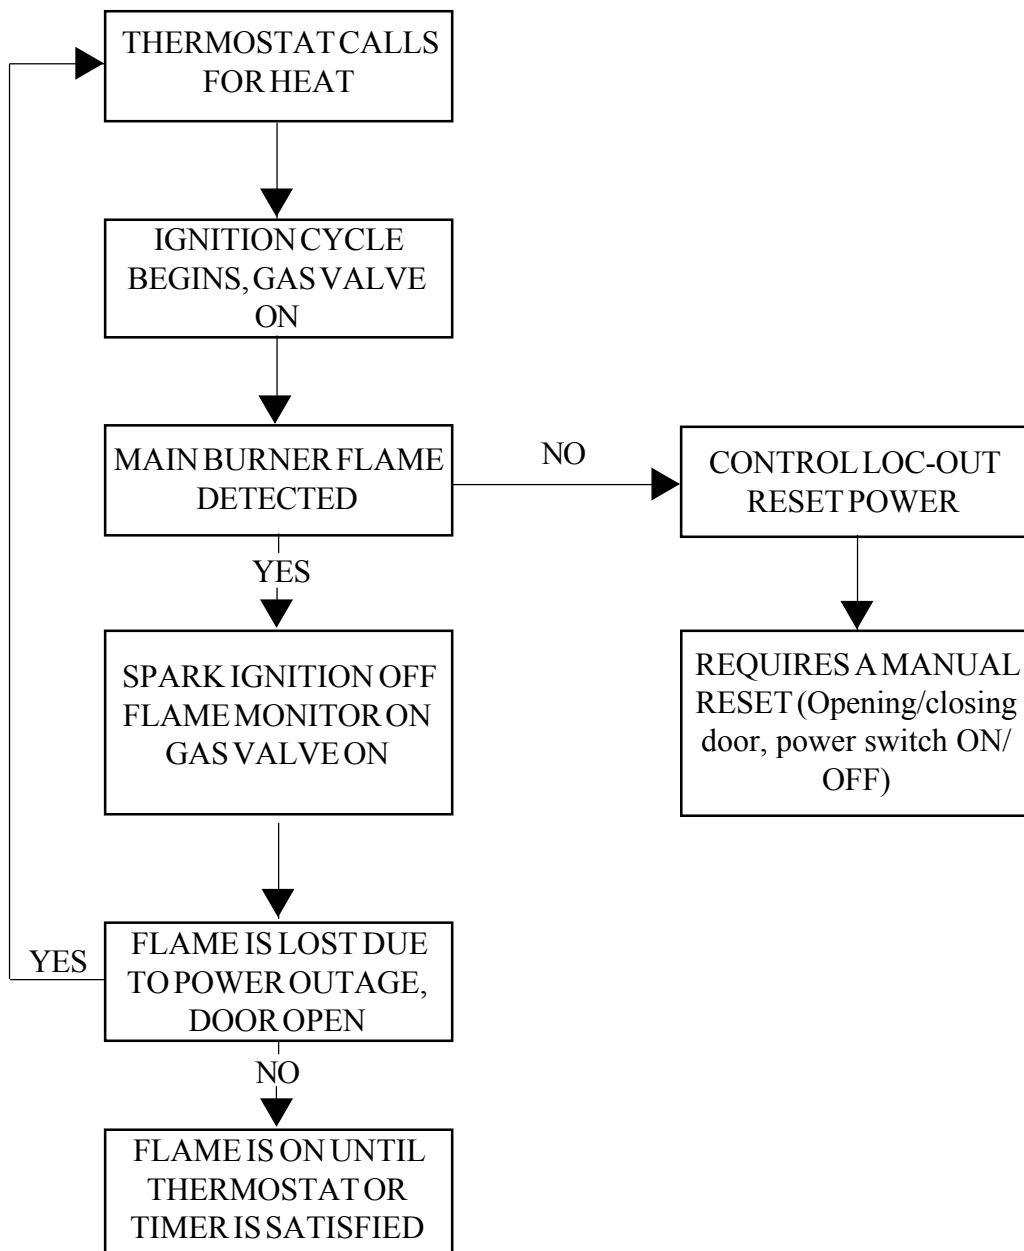 THERMOSTAT CALLS
FOR HEAT
IGNITION CYCLE
BEGINS, GAS VALVE
ON
MAIN BURNER FLAME
DETECTED
NO
CONTROL LOC-OUT
RESET POWER
YES
SPARK IGNITION OFF
FLAME MONITOR ON
GAS VALVE ON
REQUIRES A MANUAL
RESET (Opening/closing
door, power switch ON/
OFF)
FLAME IS LOST DUE
TO POWER OUTAGE,
DOOR OPEN
YES
NO
FLAME IS ON UNTIL
THERMOSTAT OR
TIMER IS SATISFIED